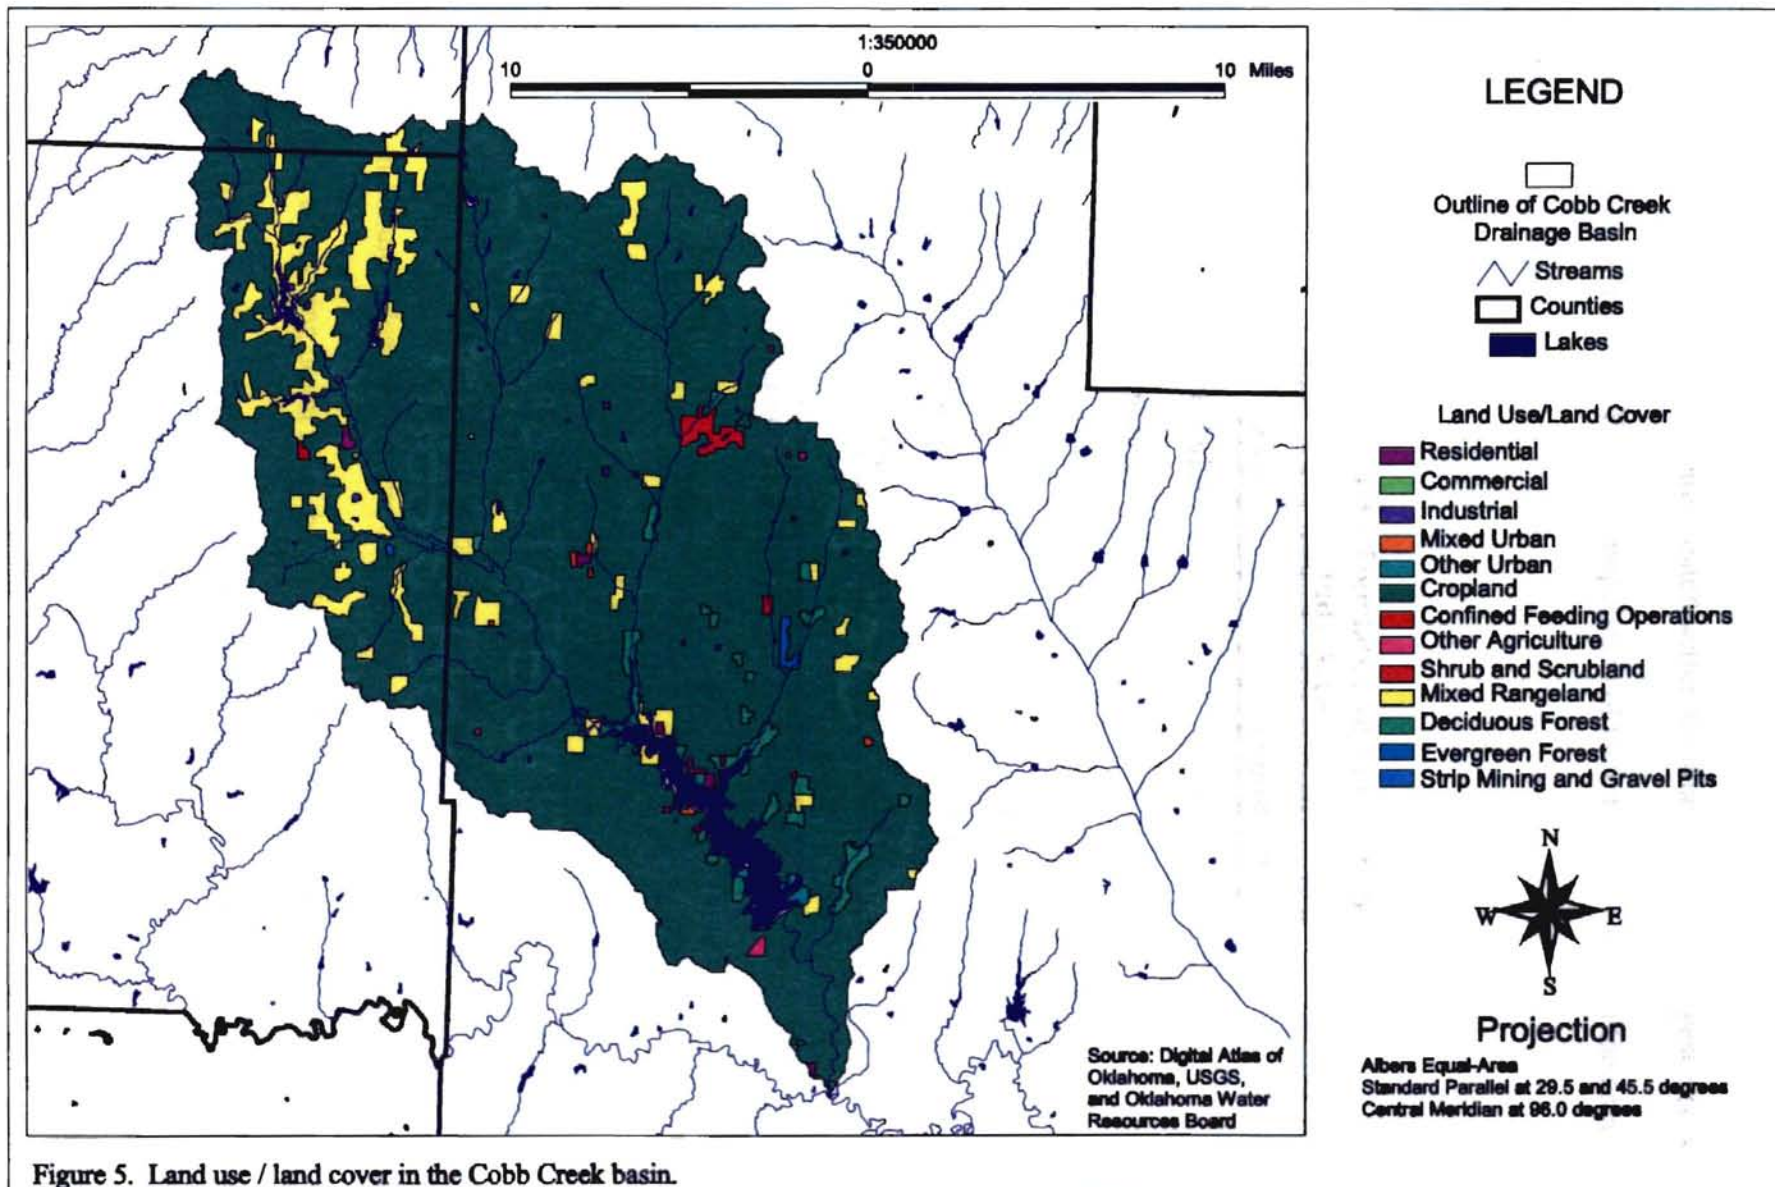 1:350000
10 0 10 Miles
LEGEND
Outline of Cobb Creek
Drainage Basin
Streams
Counties
Lakes
Land Use/Land Cover
Residential
Commercial
Industrial
Mixed Urban
Other Urban
Cropland
Confined Feeding Operations
Other Agriculture
Shrub and Scrubland
Mixed Rangeland
Deciduous Forest
Evergreen Forest
Strip Mining and Gravel Pits
N
W E
S
Projection
Albers Equal-Area
Standard Parallel at 29.5 and 45.5 degrees
Central Meridian at 96.0 degrees
Source: Digital Atlas of
Oklahoma, USGS,
and Oklahoma Water
Resources Board
Figure 5. Land use / land cover in the Cobb Creek basin.